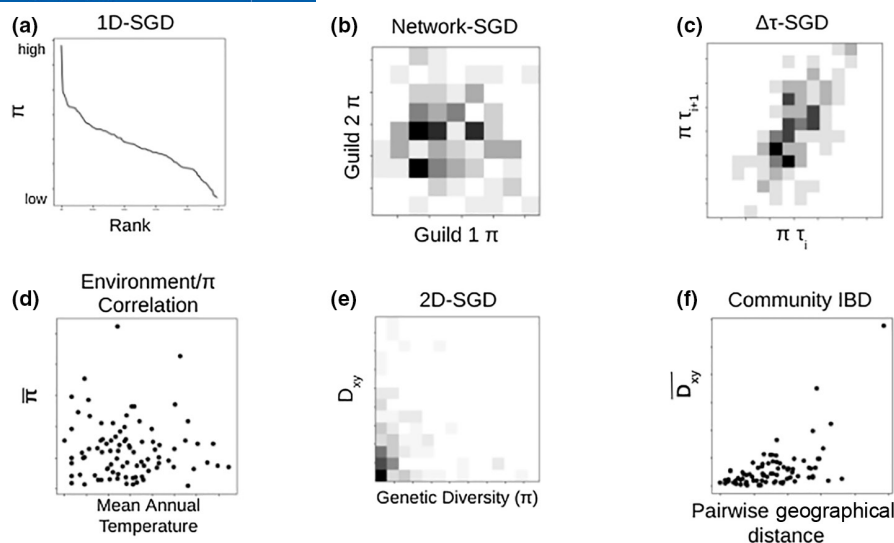 (a)
1D-SGD
high
π
low
Rank
(b)
Network-SGD
Guild 2 π
Guild 1 π
(c)
Δτ-SGD
π τi+1
π τi
(d)
Environment/π
Correlation
π̅
Mean Annual
Temperature
(e)
2D-SGD
Dxy
Genetic Diversity (π)
(f)
Community IBD
D̅xy
Pairwise geographical
distance